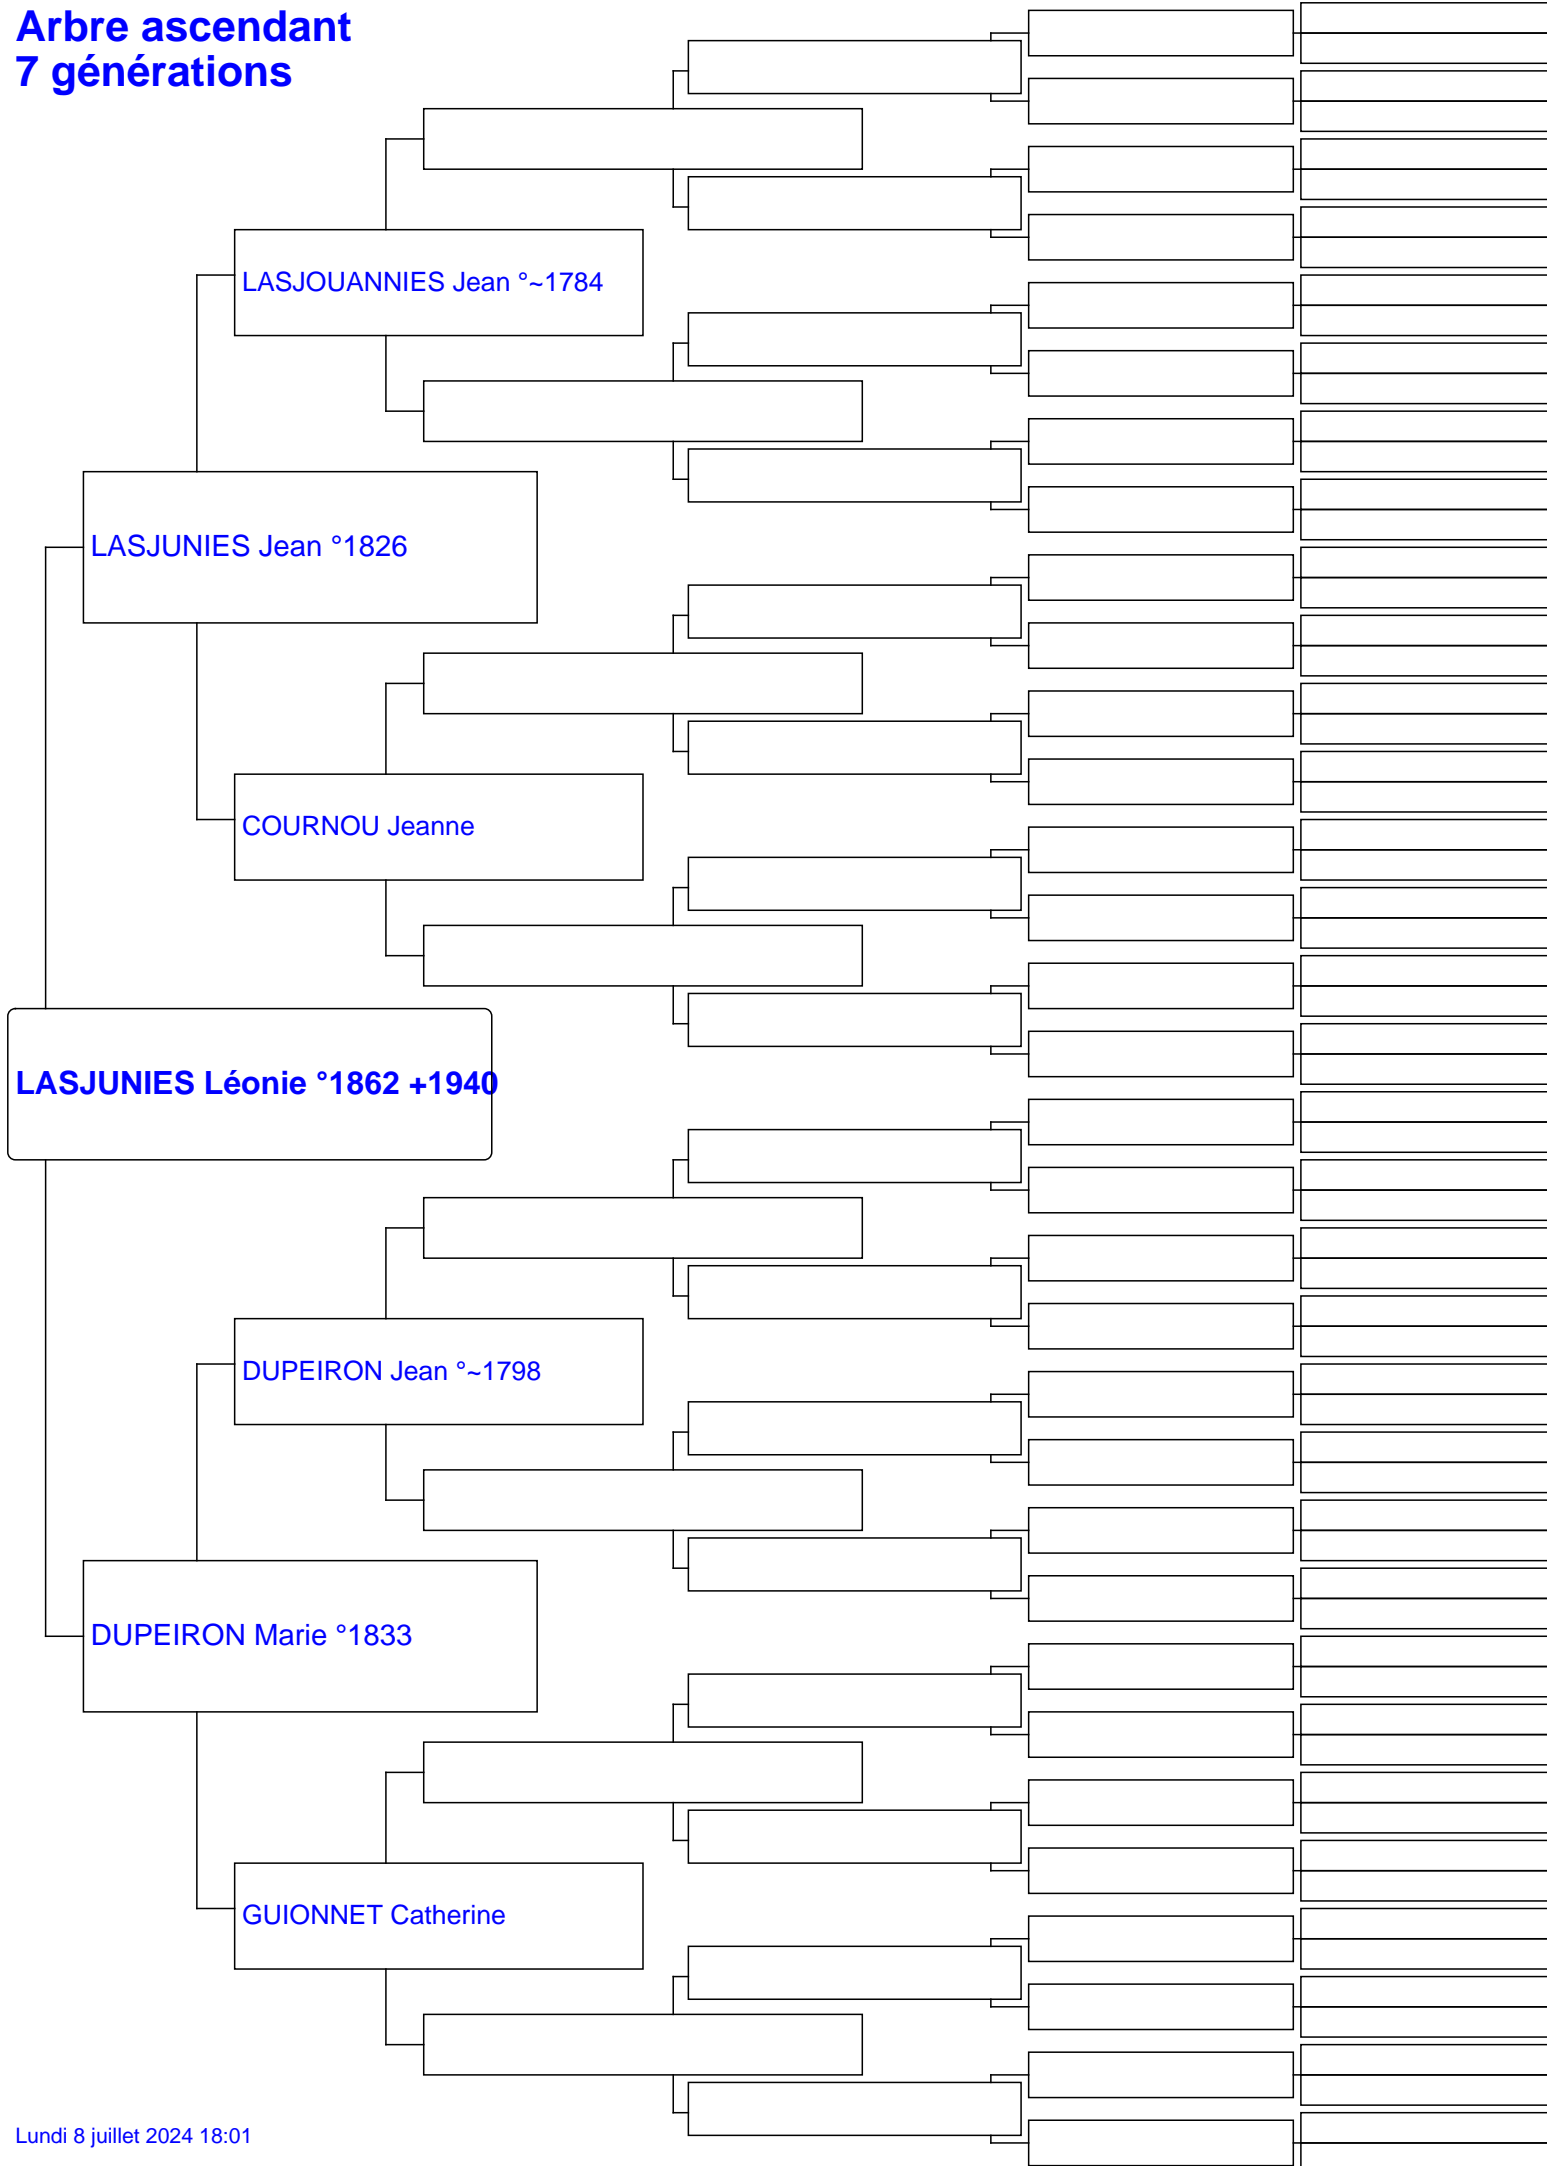 Arbre ascendant
7 générations
LASJOUANNIES Jean °~1784
LASJUNIES Jean °1826
COURNOU Jeanne
LASJUNIES Léonie °1862 +1940
DUPEIRON Jean °~1798
DUPEIRON Marie °1833
GUIONNET Catherine
Lundi 8 juillet 2024 18:01